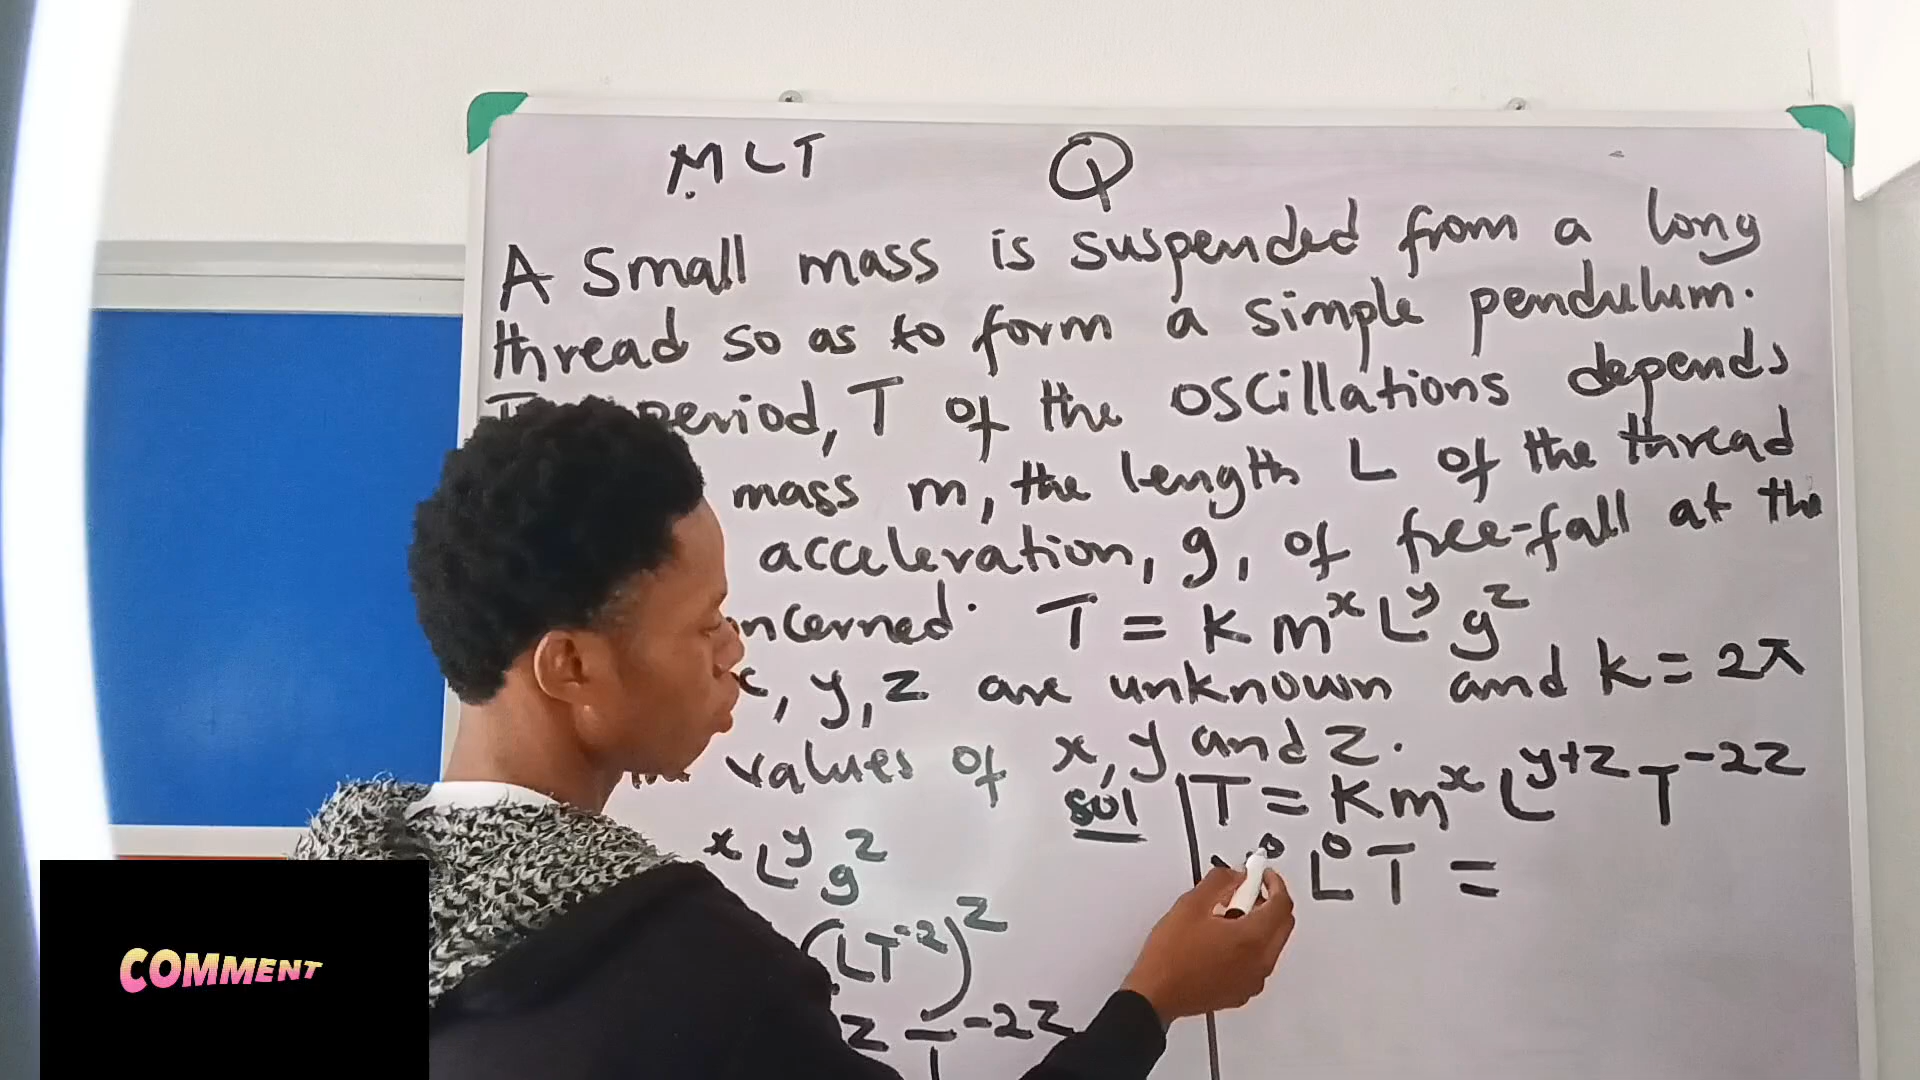 MLT Q
A small mass is suspended from a long
thread so as to form a simple pendulum.
period, T of the oscillations depends
mass m, the length L of the thread
acceleration, g, of free-fall at the
ncerned. T = K m^x L^y g^z
x, y, z are unknown and k = 2π
values of x, y and z.
sol
x L^y g^z
(LT^-2)^z
z T^-2z
T = K m^x L^y+z T^-2z
^0 L^0 T =
COMMENT